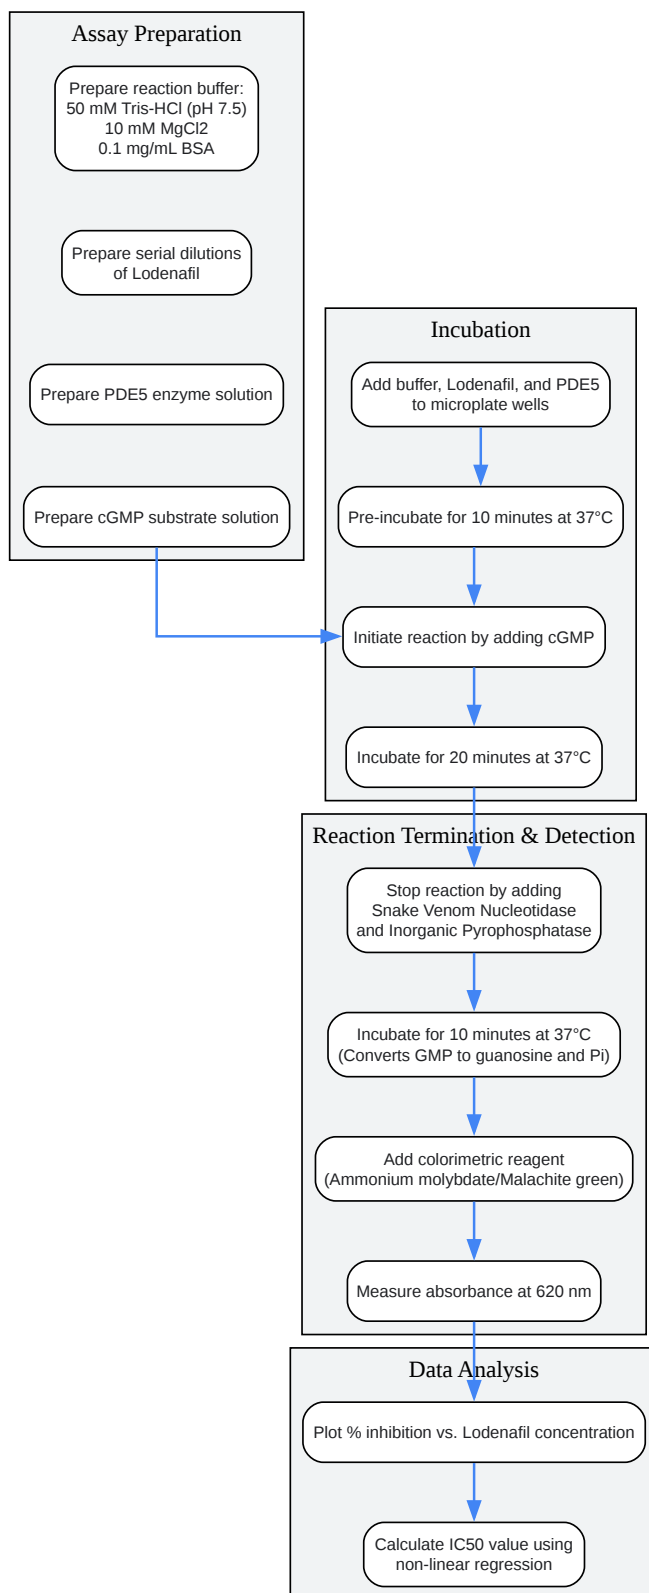 Assay Preparation
Prepare reaction buffer:
50 mM Tris-HCl (pH 7.5)
10 mM MgCl2
0.1 mg/mL BSA
Prepare serial dilutions
of Lodenafil
Prepare PDE5 enzyme solution
Prepare cGMP substrate solution
Incubation
Add buffer, Lodenafil, and PDE5
to microplate wells
Pre-incubate for 10 minutes at 37°C
Initiate reaction by adding cGMP
Incubate for 20 minutes at 37°C
Reaction Termination & Detection
Stop reaction by adding
Snake Venom Nucleotidase
and Inorganic Pyrophosphatase
Incubate for 10 minutes at 37°C
(Converts GMP to guanosine and Pi)
Add colorimetric reagent
(Ammonium molybdate/Malachite green)
Measure absorbance at 620 nm
Data Analysis
Plot % inhibition vs. Lodenafil concentration
Calculate IC50 value using
non-linear regression